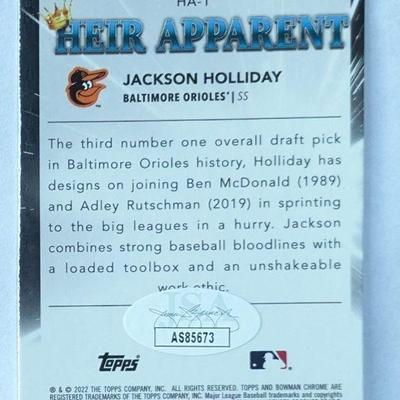 HA-1
HEIR APPARENT
JACKSON HOLLIDAY
BALTIMORE ORIOLES® | SS
The third number one overall draft pick
in Baltimore Orioles history, Holliday has
designs on joining Ben McDonald (1989)
and Adley Rutschman (2019) in sprinting
to the big leagues in a hurry. Jackson
combines strong baseball bloodlines with
a loaded toolbox and an unshakeable
work ethic.
JSA
AS85673
Topps
® & © 2022 THE TOPPS COMPANY, INC. ALL RIGHTS RESERVED. TOPPS AND BOWMAN CHROME ARE
REGISTERED TRADEMARKS OF THE TOPPS COMPANY, INC. Major League Baseball trademarks and